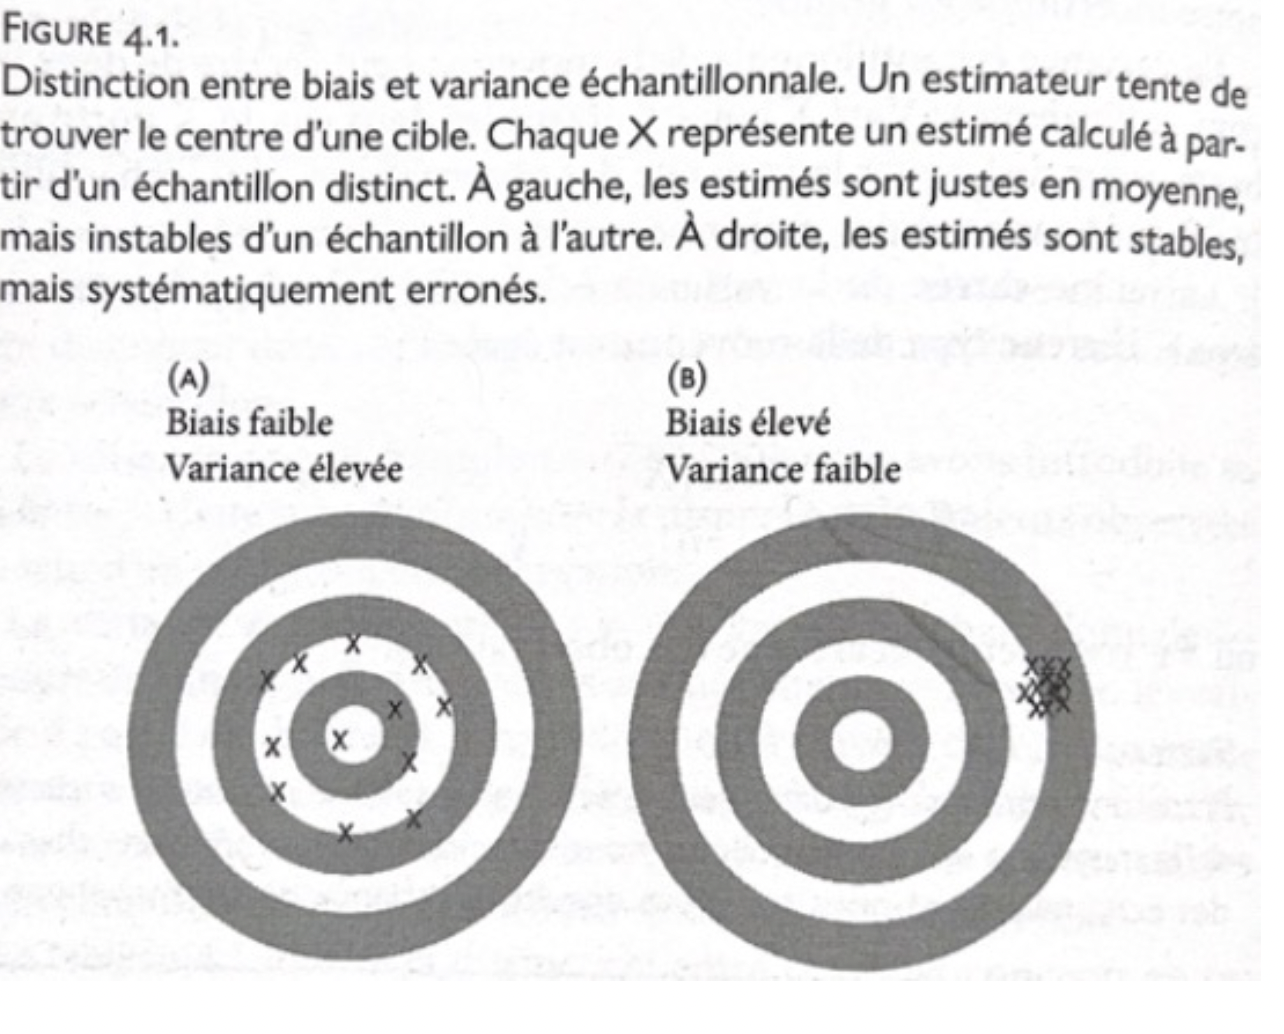 FIGURE 4.1.
Distinction entre biais et variance échantillonnale. Un estimateur tente de
trouver le centre d'une cible. Chaque X représente un estimé calculé à par-
tir d'un échantillon distinct. À gauche, les estimés sont justes en moyenne,
mais instables d'un échantillon à l'autre. À droite, les estimés sont stables,
mais systématiquement erronés.
(A)
Biais faible
Variance élevée
(B)
Biais élevé
Variance faible